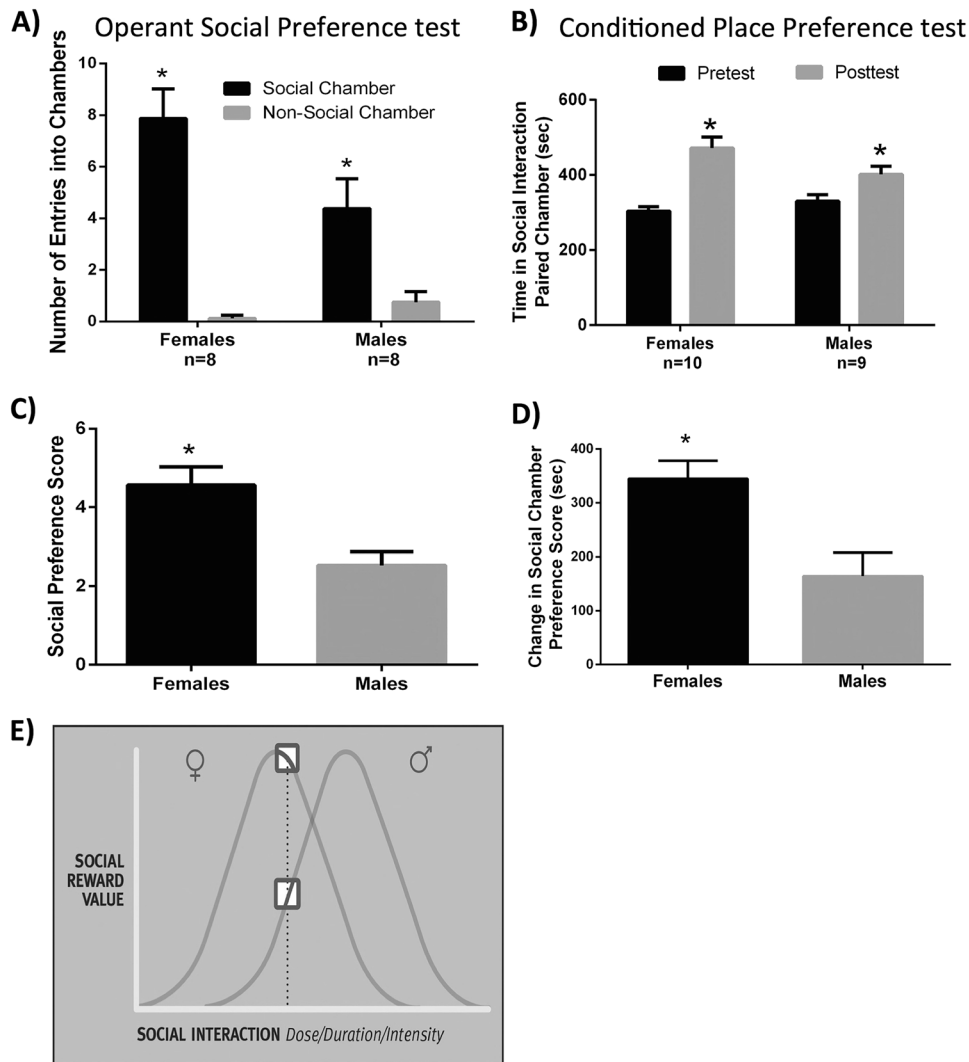 A) Operant Social Preference test
Number of Entries into Chambers
10
8
6
4
2
0
*
*
Social Chamber
Non-Social Chamber
Females
n=8
Males
n=8
B) Conditioned Place Preference test
Pretest
Posttest
Time in Social Interaction
Paired Chamber (sec)
600
400
200
0
*
*
Females
n=10
Males
n=9
C)
Social Preference Score
6
4
2
0
*
Females
Males
D)
Change in Social Chamber
Preference Score (sec)
400
300
200
100
0
*
Females
Males
E)
♀
♂
SOCIAL
REWARD
VALUE
SOCIAL INTERACTION Dose/Duration/Intensity